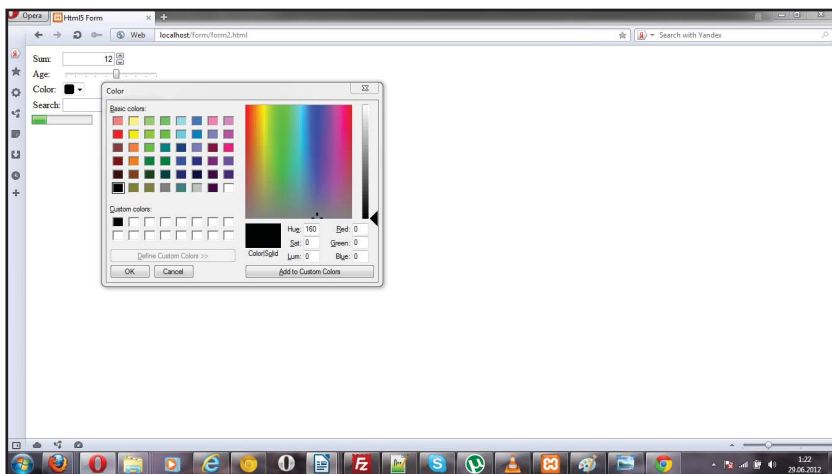 Opera
Html5 Form
Web
localhost/form/form2.html
Search with Yandex
Sum: 12
Age:
Color:
Search:
Color
Basic colors:
Custom colors:
Define Custom Colors >>
OK Cancel
Color|Solid
Hue: 160 Red: 0
Sat: 0 Green: 0
Lum: 0 Blue: 0
Add to Custom Colors
1:22
29.06.2012